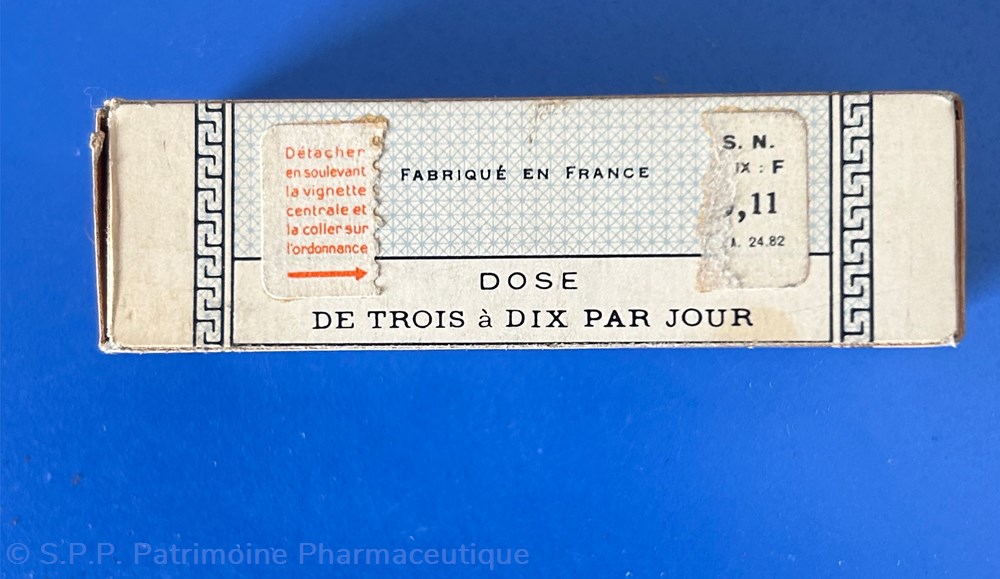 Détacher
en soulevant
la vignette
centrale et
la coller sur
l'ordonnance
FABRIQUÉ EN FRANCE
S. N.
IX : F
,11
A. 24.82
DOSE
DE TROIS à DIX PAR JOUR
© S.P.P. Patrimoine Pharmaceutique